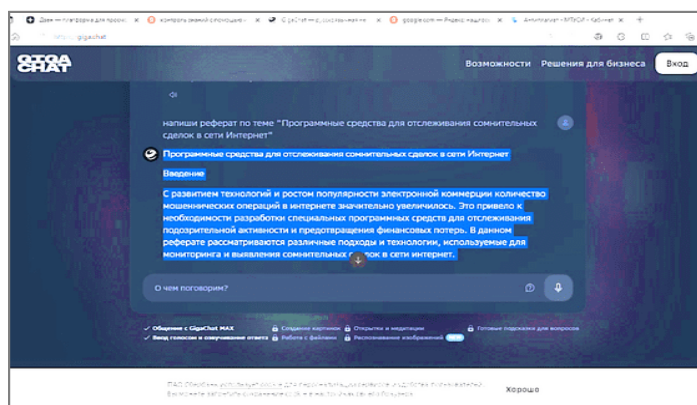 GIGA
CHAT
Возможности Решения для бизнеса Вход
напиши реферат по теме "Программные средства для отслеживания сомнительных
сделок в сети Интернет"
Программные средства для отслеживания сомнительных сделок в сети Интернет
Введение
С развитием технологий и ростом популярности электронной коммерции количество
мошеннических операций в интернете значительно увеличилось. Это привело к
необходимости разработки специальных программных средств для отслеживания
подозрительной активности и предотвращения финансовых потерь. В данном
реферате рассматриваются различные подходы и технологии, используемые для
мониторинга и выявления сомнительных сделок в сети интернет.
О чем поговорим?
Общение с GigaChat MAX Создание картинок Открытки и медитации Готовые подсказки для вопросов
Ввод голосом и озвучивание ответа Работа с файлами Распознавание изображений NEW
Хорошо